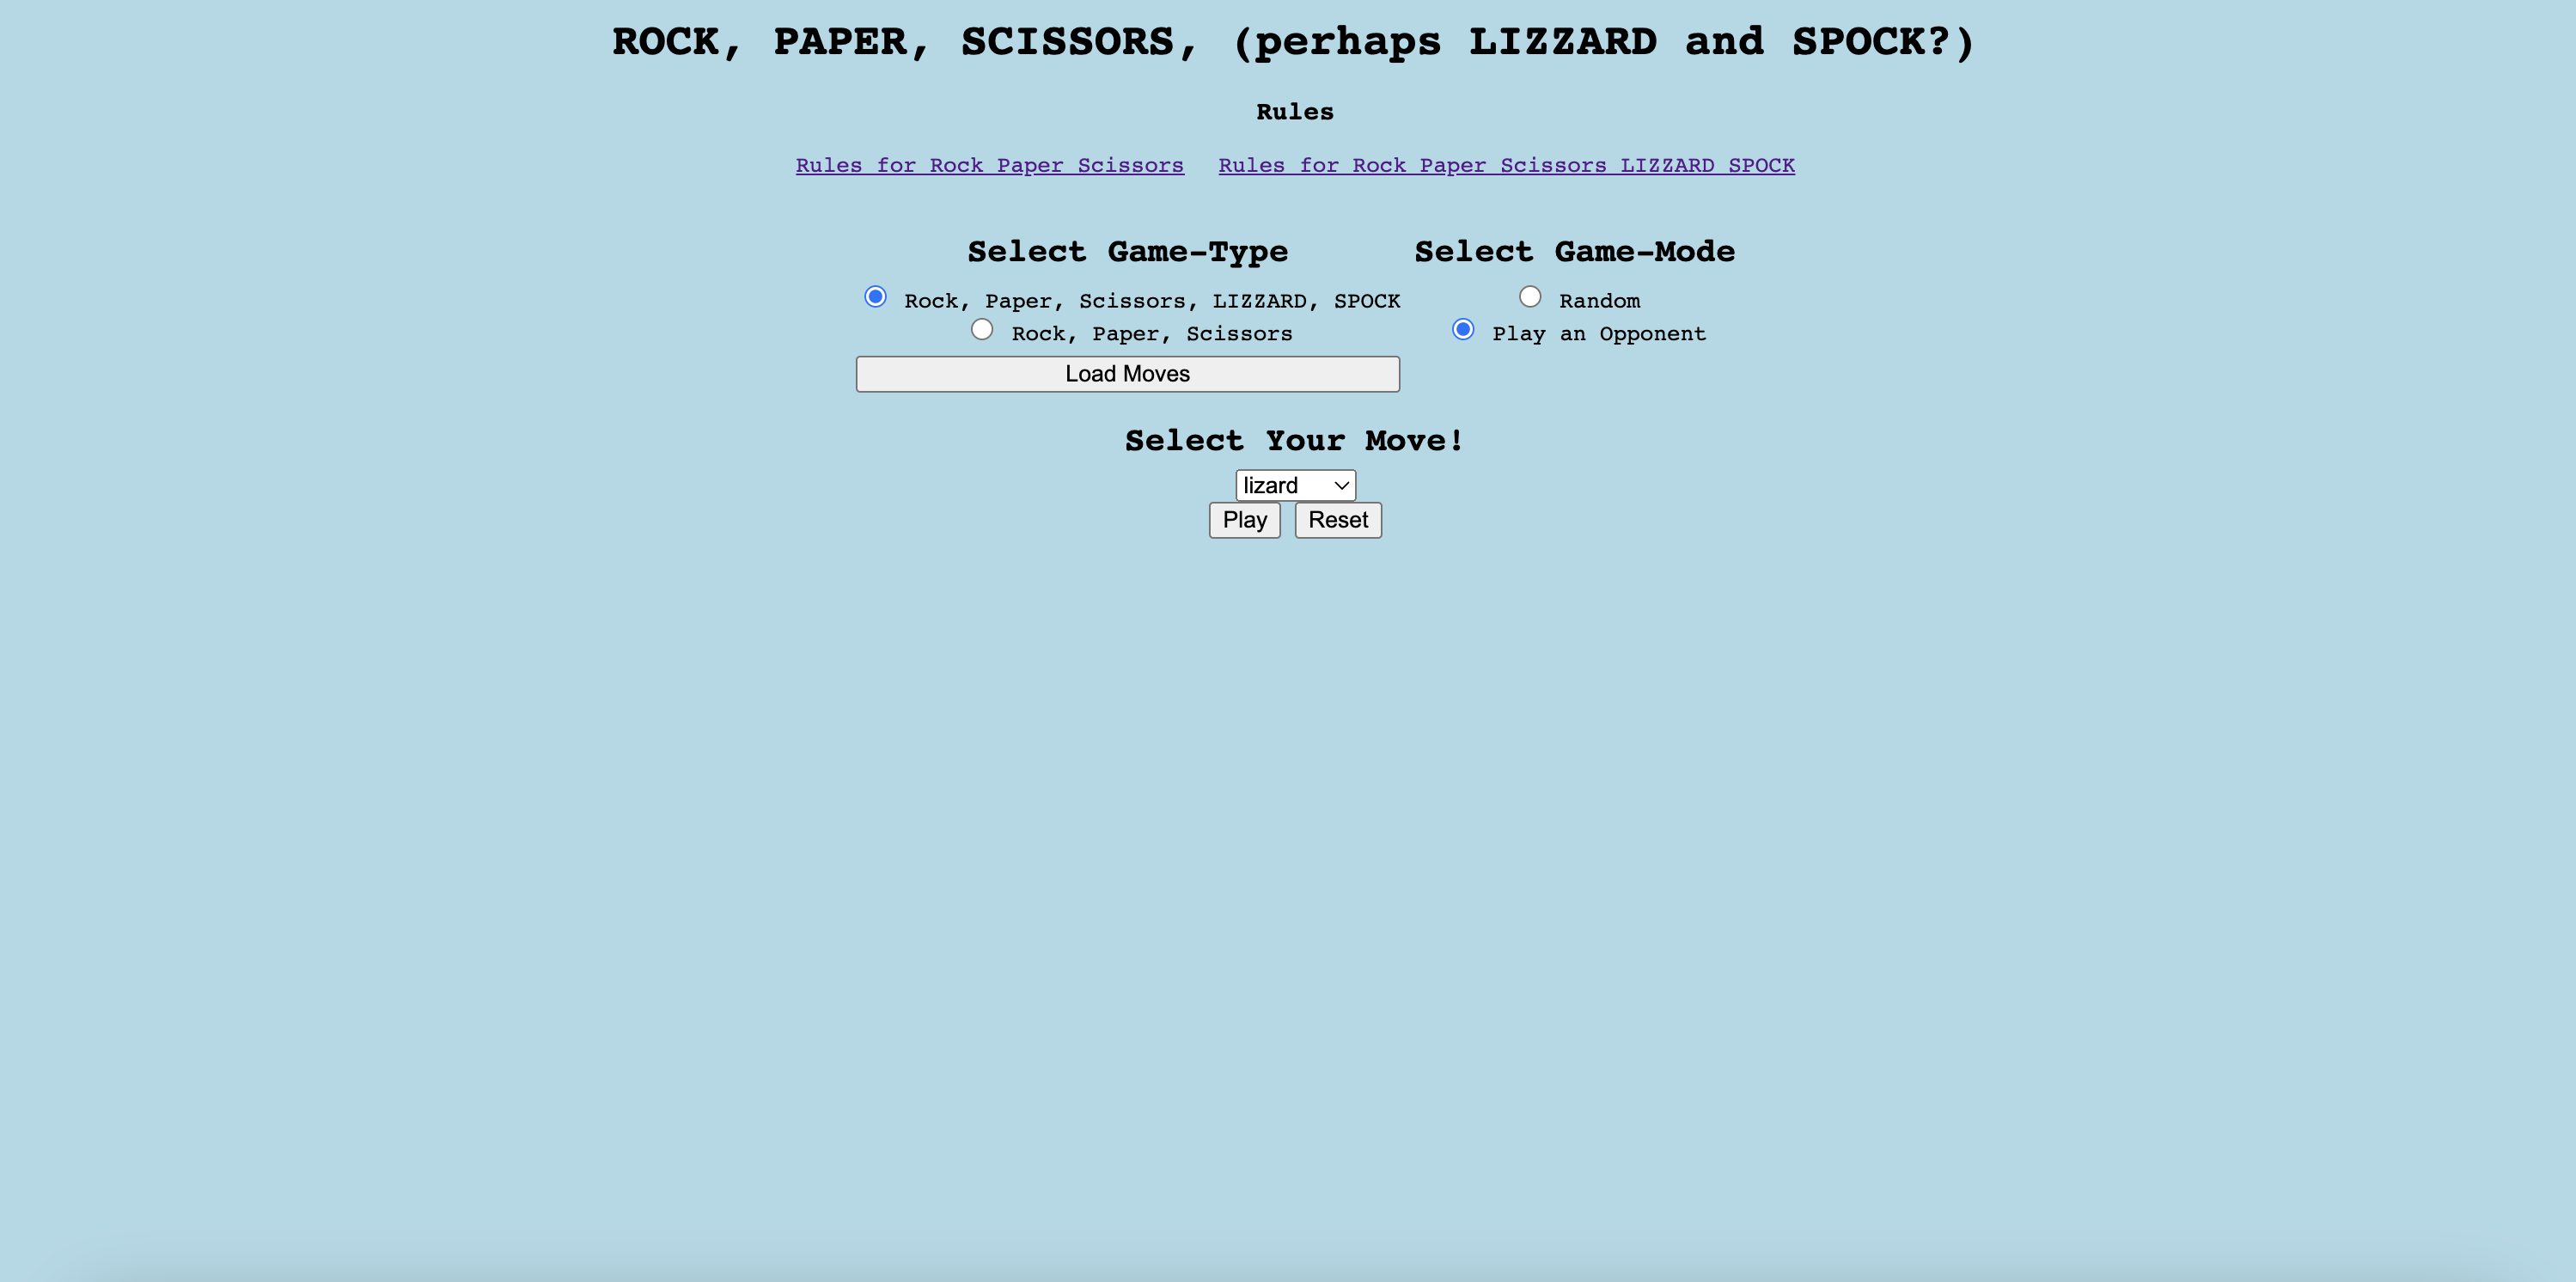 ROCK, PAPER, SCISSORS, (perhaps LIZZARD and SPOCK?)
Rules
Rules for Rock Paper Scissors Rules for Rock Paper Scissors LIZZARD SPOCK
Select Game-Type Select Game-Mode
Rock, Paper, Scissors, LIZZARD, SPOCK Random
Rock, Paper, Scissors Play an Opponent
Load Moves
Select Your Move!
lizard
Play Reset